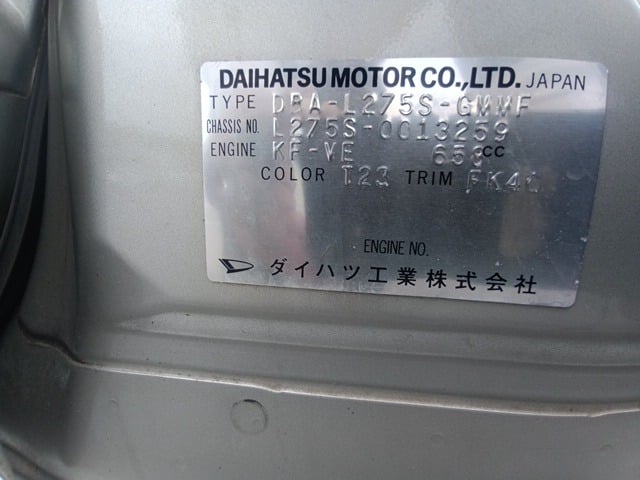 DAIHATSU MOTOR CO.,LTD. JAPAN
TYPE DBA-L275S-GMWF
CHASSIS NO. L275S-0013259
ENGINE KF-VE 658CC
COLOR T23 TRIM FK40
ENGINE NO.
ダイハツ工業株式会社